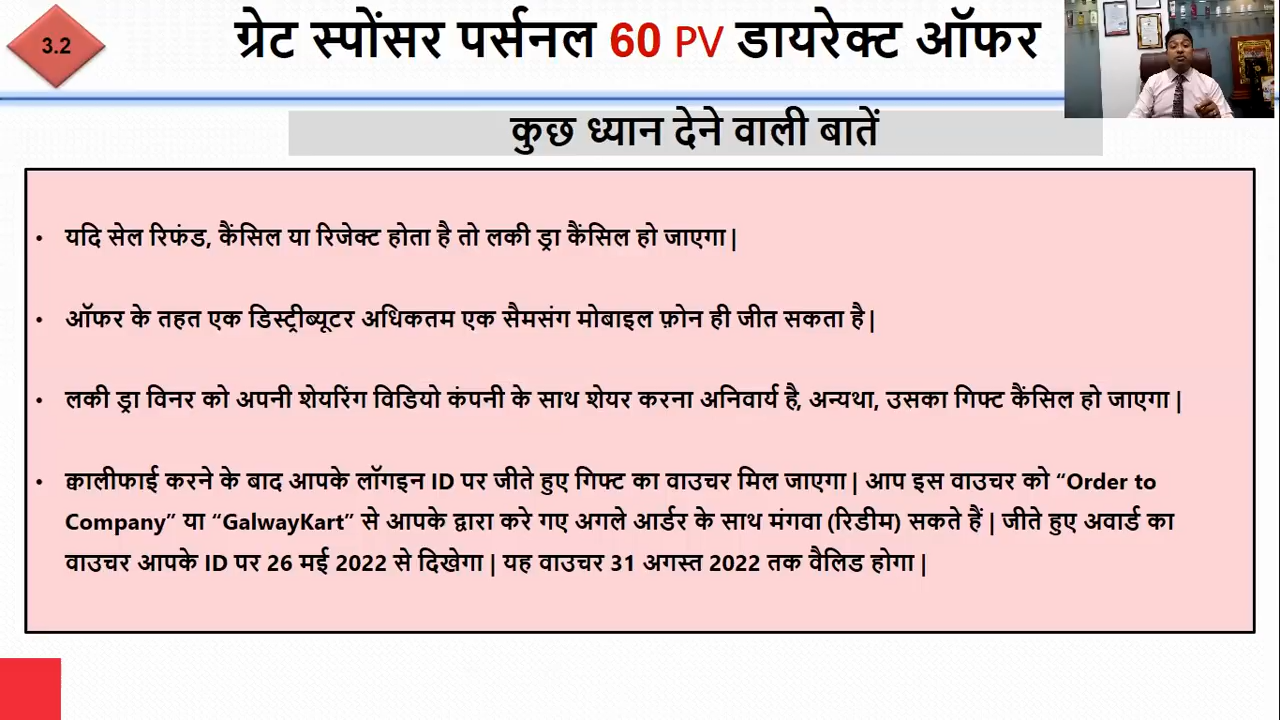 3.2
ग्रेट स्पोंसर पर्सनल 60 PV डायरेक्ट ऑफर
कुछ ध्यान देने वाली बातें
• यदि सेल रिफंड, कैंसिल या रिजेक्ट होता है तो लकी ड्रा कैंसिल हो जाएगा |
• ऑफर के तहत एक डिस्ट्रीब्यूटर अधिकतम एक सैमसंग मोबाइल फ़ोन ही जीत सकता है |
• लकी ड्रा विनर को अपनी शेयरिंग विडियो कंपनी के साथ शेयर करना अनिवार्य है, अन्यथा, उसका गिफ्ट कैंसिल हो जाएगा |
• क्वालीफाई करने के बाद आपके लॉगइन ID पर जीते हुए गिफ्ट का वाउचर मिल जाएगा | आप इस वाउचर को “Order to
Company” या “GalwayKart” से आपके द्वारा करे गए अगले आर्डर के साथ मंगवा (रिडीम) सकते हैं | जीते हुए अवार्ड का
वाउचर आपके ID पर 26 मई 2022 से दिखेगा | यह वाउचर 31 अगस्त 2022 तक वैलिड होगा |